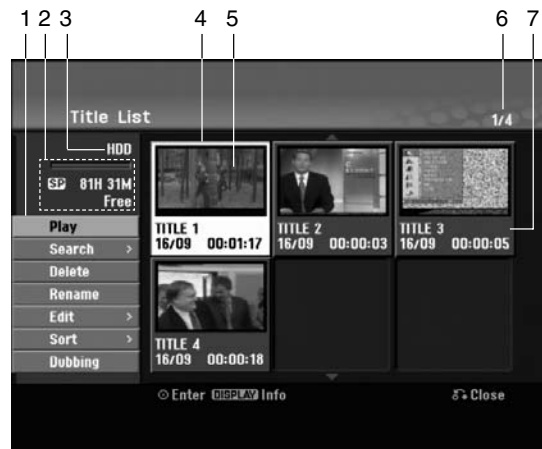 1 2 3 4 5 6 7
Title List
1/4
HDD
SP 81H 31M
Free
Play
Search >
Delete
Rename
Edit >
Sort >
Dubbing
TITLE 1
16/09 00:01:17
TITLE 2
16/09 00:00:03
TITLE 3
16/09 00:00:05
TITLE 4
16/09 00:00:18
Enter DISPLAY Info
Close